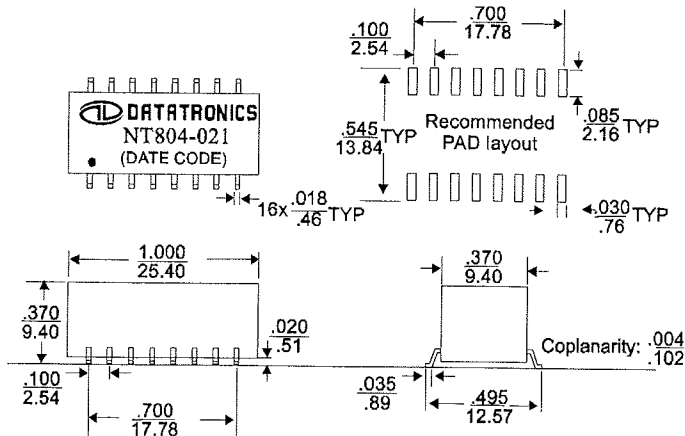 DATATRONICS
NT804-021
(DATE CODE)
16x .018 TYP
.46
.100
2.54
.700
17.78
.545 TYP
13.84
Recommended
PAD layout
.085 TYP
2.16
.030 TYP
.76
1.000
25.40
.370
9.40
.020
.51
.100
2.54
.700
17.78
.370
9.40
Coplanarity: .004
.102
.035
.89
.495
12.57